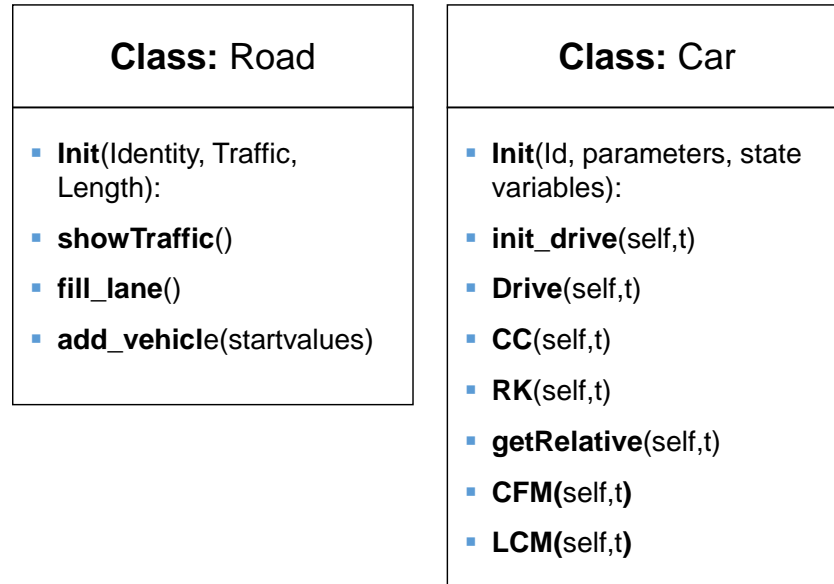 Class: Road
Init(Identity, Traffic,
Length):
showTraffic()
fill_lane()
add_vehicle(startvalues)
Class: Car
Init(Id, parameters, state
variables):
init_drive(self,t)
Drive(self,t)
CC(self,t)
RK(self,t)
getRelative(self,t)
CFM(self,t)
LCM(self,t)